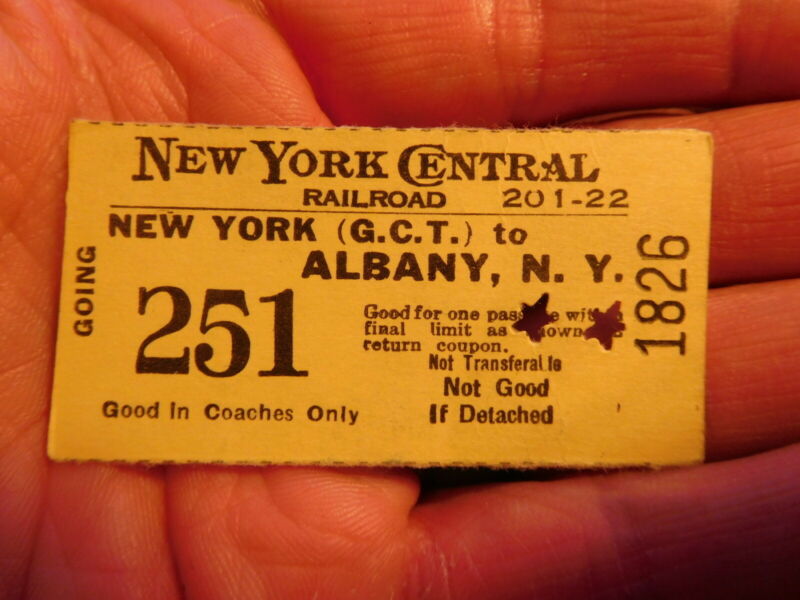 NEW YORK CENTRAL
RAILROAD 201-22
NEW YORK (G.C.T.) to
ALBANY, N. Y.
GOING
251
Good for one
final limit as
return coupon.
Not Transferable
Not Good
If Detached
Good in Coaches Only
1826